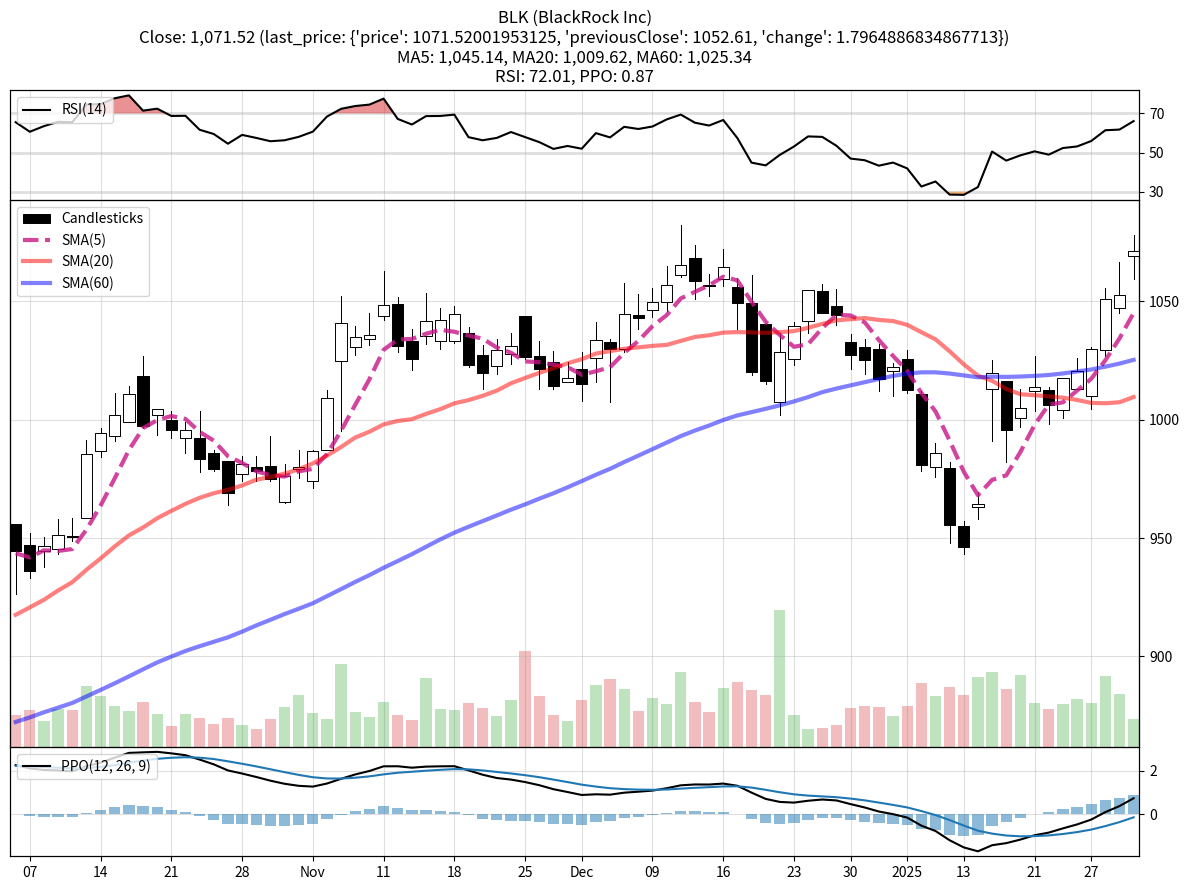 BLK (BlackRock Inc)
Close: 1,071.52 (last_price: {'price': 1071.52001953125, 'previousClose': 1052.61, 'change': 1.7964886834867713})
MA5: 1,045.14, MA20: 1,009.62, MA60: 1,025.34
RSI: 72.01, PPO: 0.87
RSI(14)
70
50
30
Candlesticks
SMA(5)
SMA(20)
SMA(60)
1050
1000
950
900
PPO(12, 26, 9)
2
0
07 14 21 28 Nov 11 18 25 Dec 09 16 23 30 2025 13 21 27